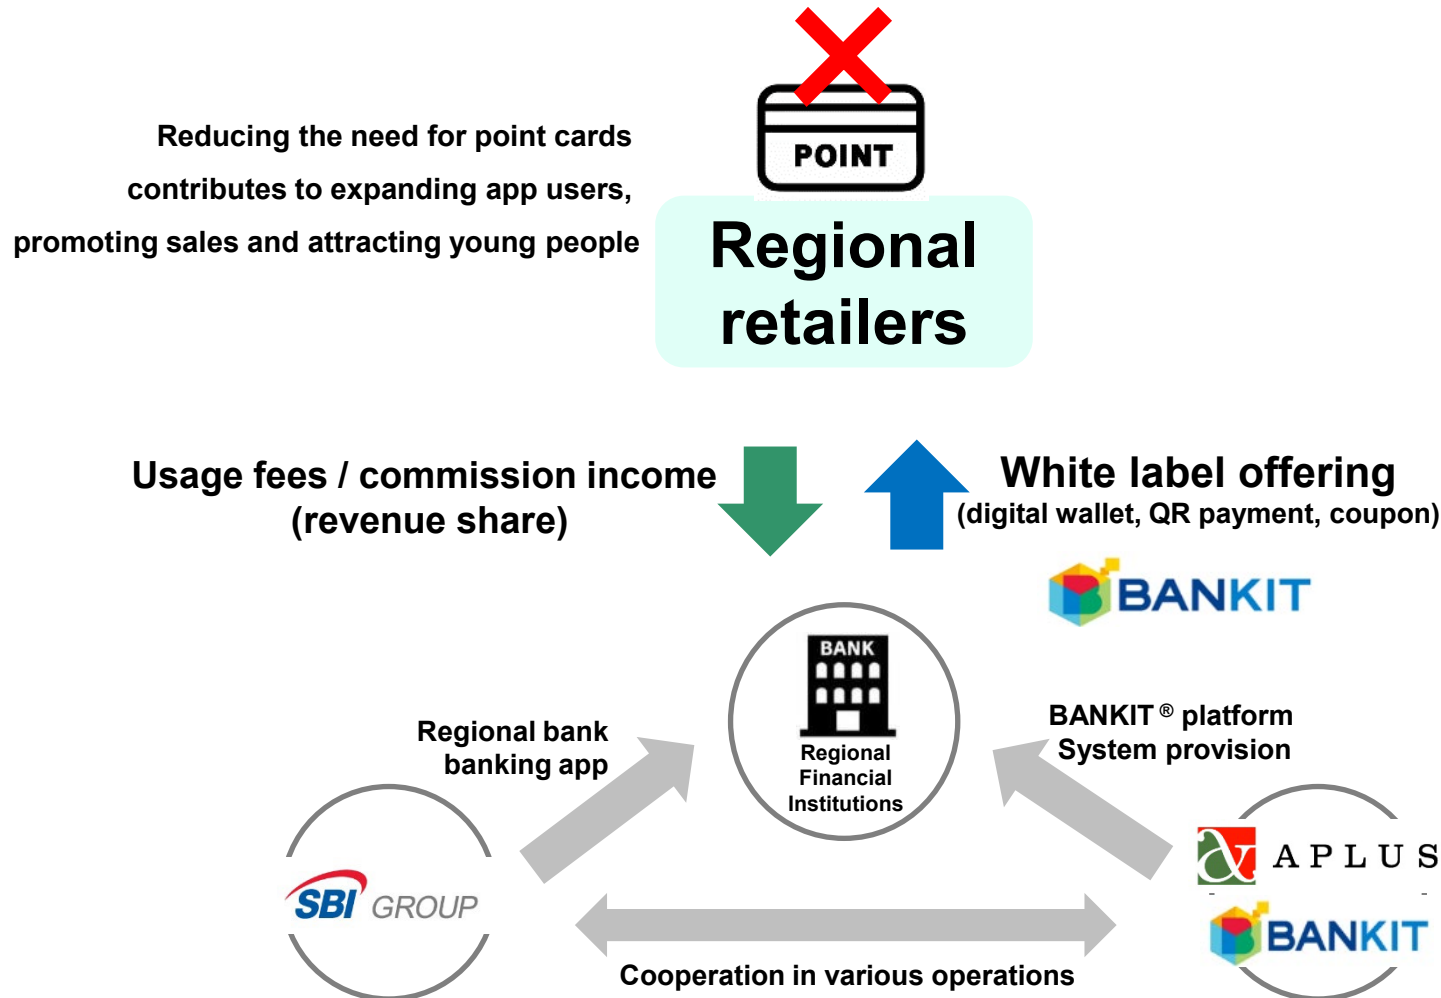 POINT
Reducing the need for point cards
contributes to expanding app users,
promoting sales and attracting young people
Regional
retailers
Usage fees / commission income
(revenue share)
White label offering
(digital wallet, QR payment, coupon)
BANKIT
BANK
Regional
Financial
Institutions
Regional bank
banking app
BANKIT ® platform
System provision
SBI GROUP
APLUS
BANKIT
Cooperation in various operations